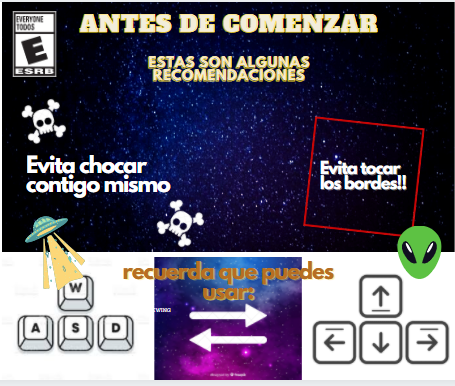 EVERYONE
TODOS
E
ESRB
ANTES DE COMENZAR
ESTAS SON ALGUNAS
RECOMENDACIONES
Evita chocar
contigo mismo
Evita tocar
los bordes!!
recuerda que puedes
usar:
W
A S D